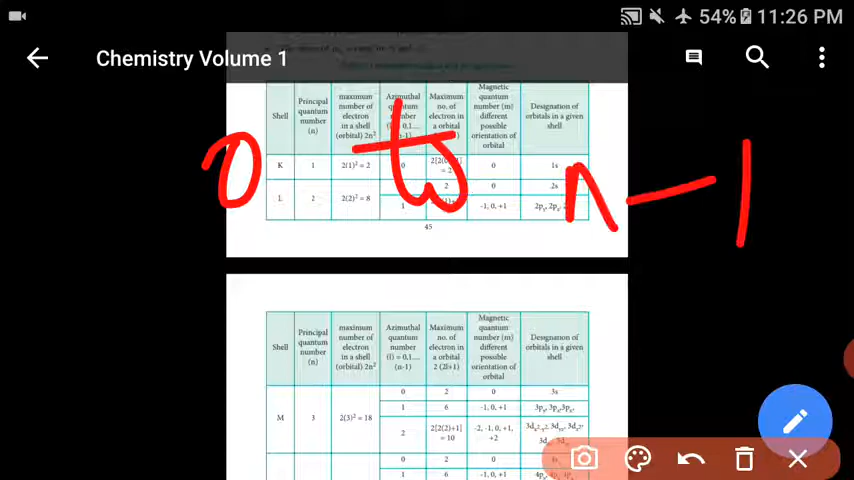 54% 11:26 PM
Chemistry Volume 1
0 to n-1
Shell
Principal quantum number (n)
maximum number of electron in a shell (orbital) 2n²
Azimuthal quantum number
Maximum no. of electron in a orbital
Magnetic quantum number (m) different possible orientation of orbital
Designation of orbitals in a given shell
K 1 2(1)² = 2 0 0 1s
L 2 2(2)² = 8 2 0 2s
1 -1, 0, +1
45
Shell
Principal quantum number (n)
maximum number of electron in a shell (orbital) 2n²
Azimuthal quantum number (l) = 0,1.... (n-1)
Maximum no. of electron in a orbital 2 (2l+1)
Magnetic quantum number (m) different possible orientation of orbital
Designation of orbitals in a given shell
M 3 2(3)² = 18
0 2 0 3s
1 6 -1, 0, +1
2 2[2(2)+1] = 10 -2, -1, 0, +1, +2
0 2 0
1 6 -1, 0, +1